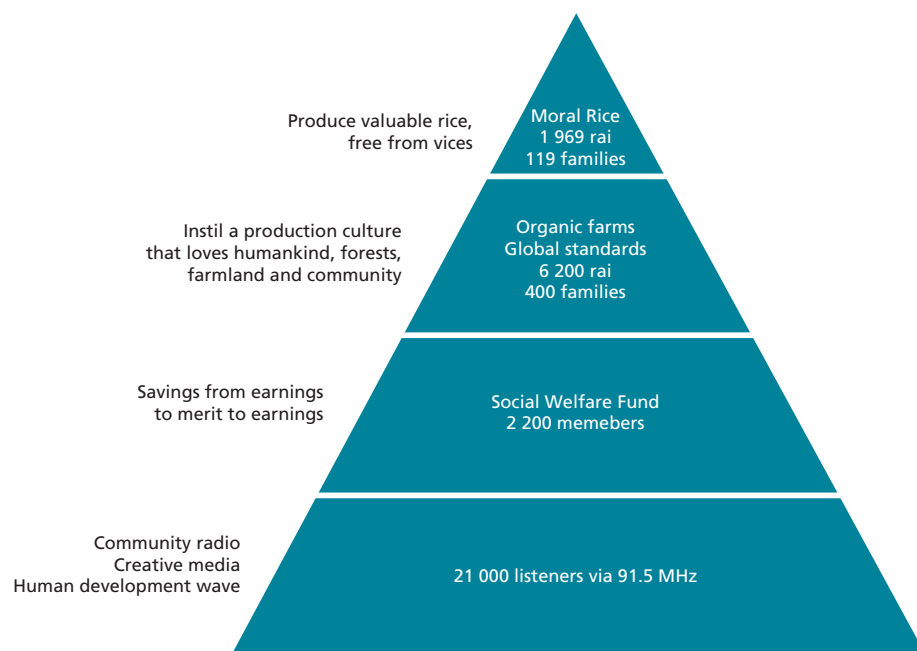 Produce valuable rice,
free from vices
Moral Rice
1 969 rai
119 families
Instil a production culture
that loves humankind, forests,
farmland and community
Organic farms
Global standards
6 200 rai
400 families
Savings from earnings
to merit to earnings
Social Welfare Fund
2 200 memebers
Community radio
Creative media
Human development wave
21 000 listeners via 91.5 MHz